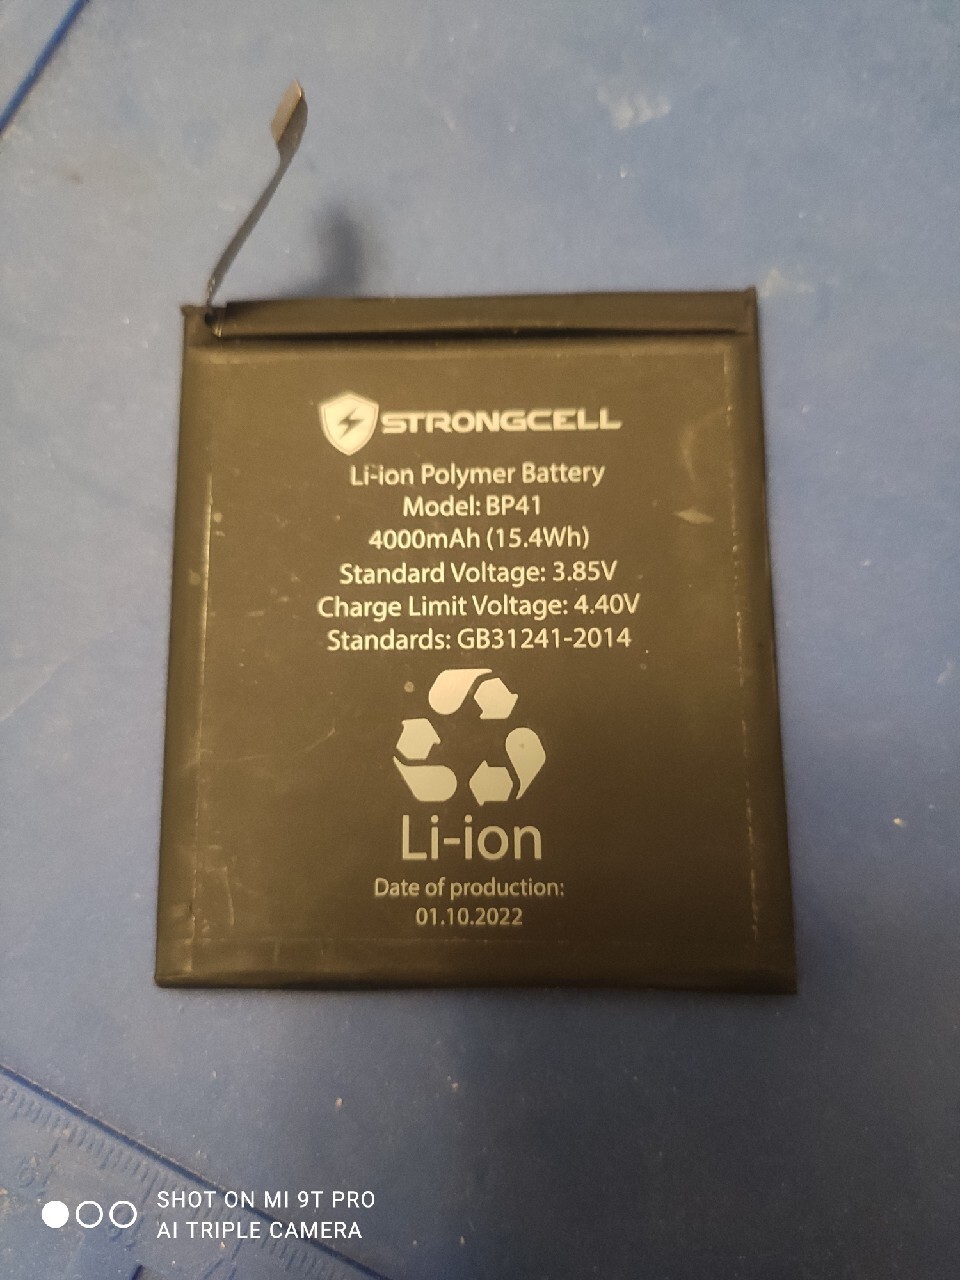 STRONGCELL
Li-ion Polymer Battery
Model: BP41
4000mAh (15.4Wh)
Standard Voltage: 3.85V
Charge Limit Voltage: 4.40V
Standards: GB31241-2014
Li-ion
Date of production:
01.10.2022
SHOT ON MI 9T PRO
AI TRIPLE CAMERA